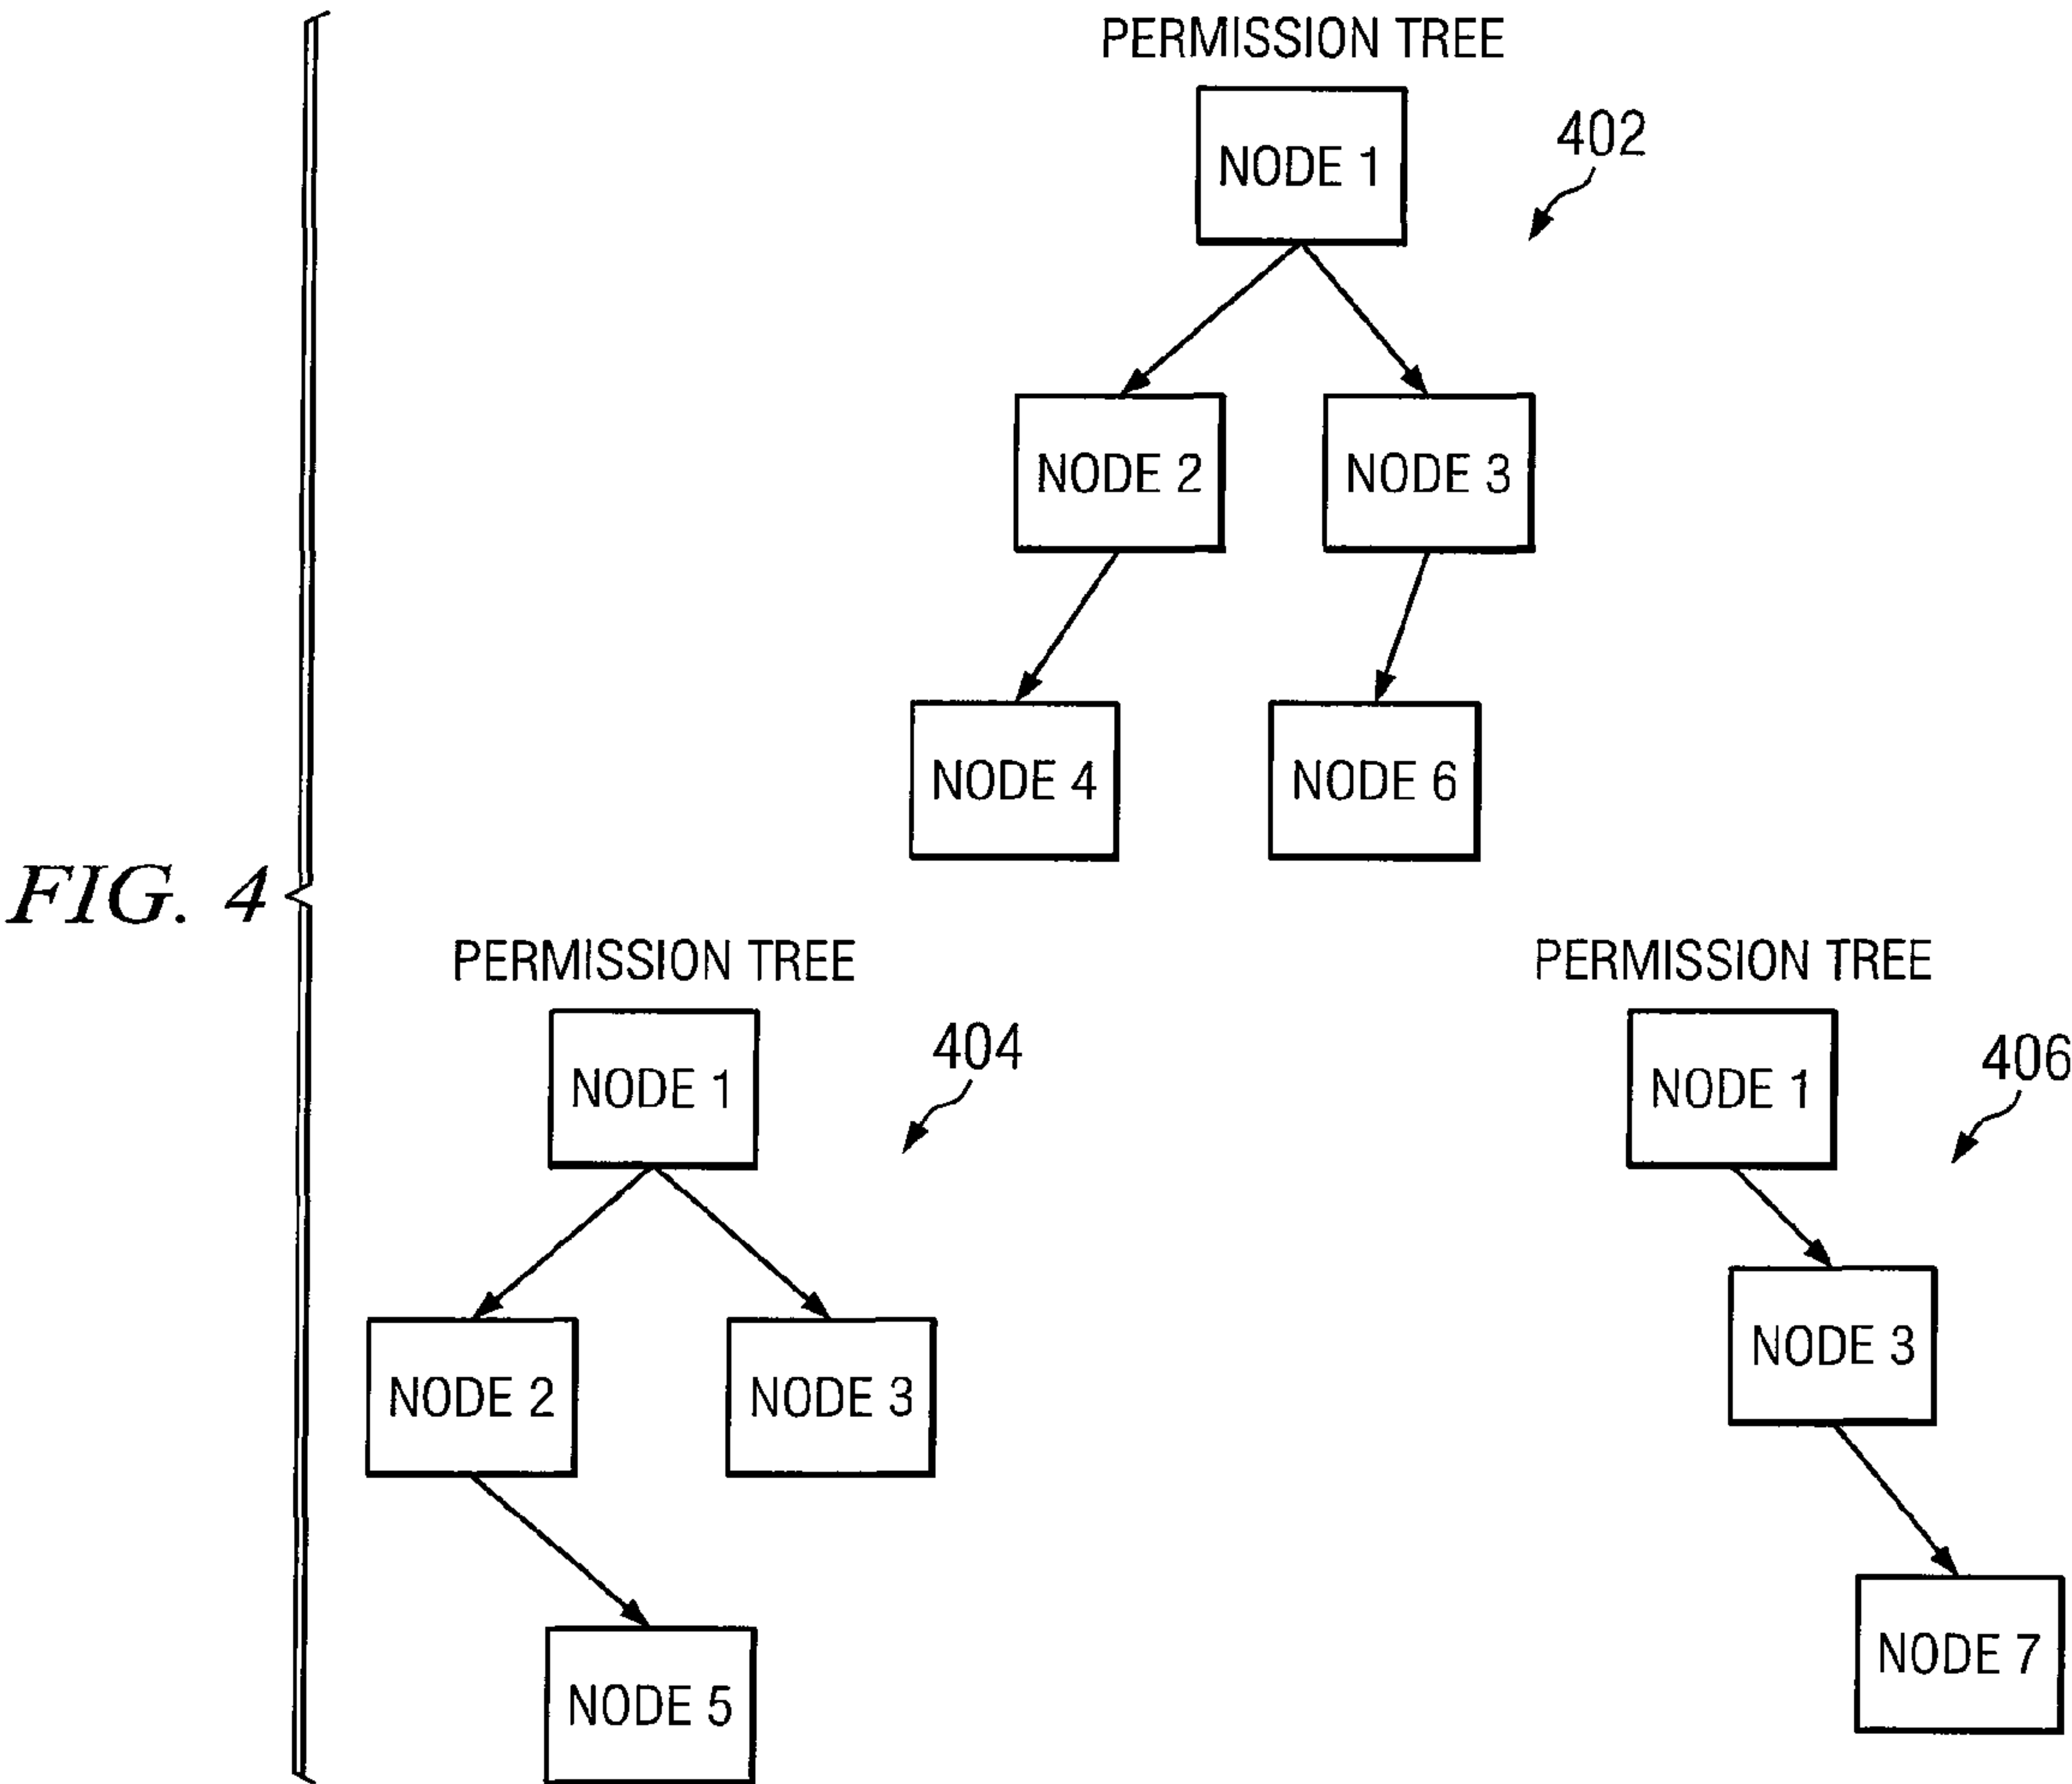 PERMISSION TREE
NODE 1
402
NODE 2
NODE 3
NODE 4
NODE 6
FIG. 4
PERMISSION TREE
NODE 1
404
NODE 2
NODE 3
NODE 5
PERMISSION TREE
NODE 1
406
NODE 3
NODE 7